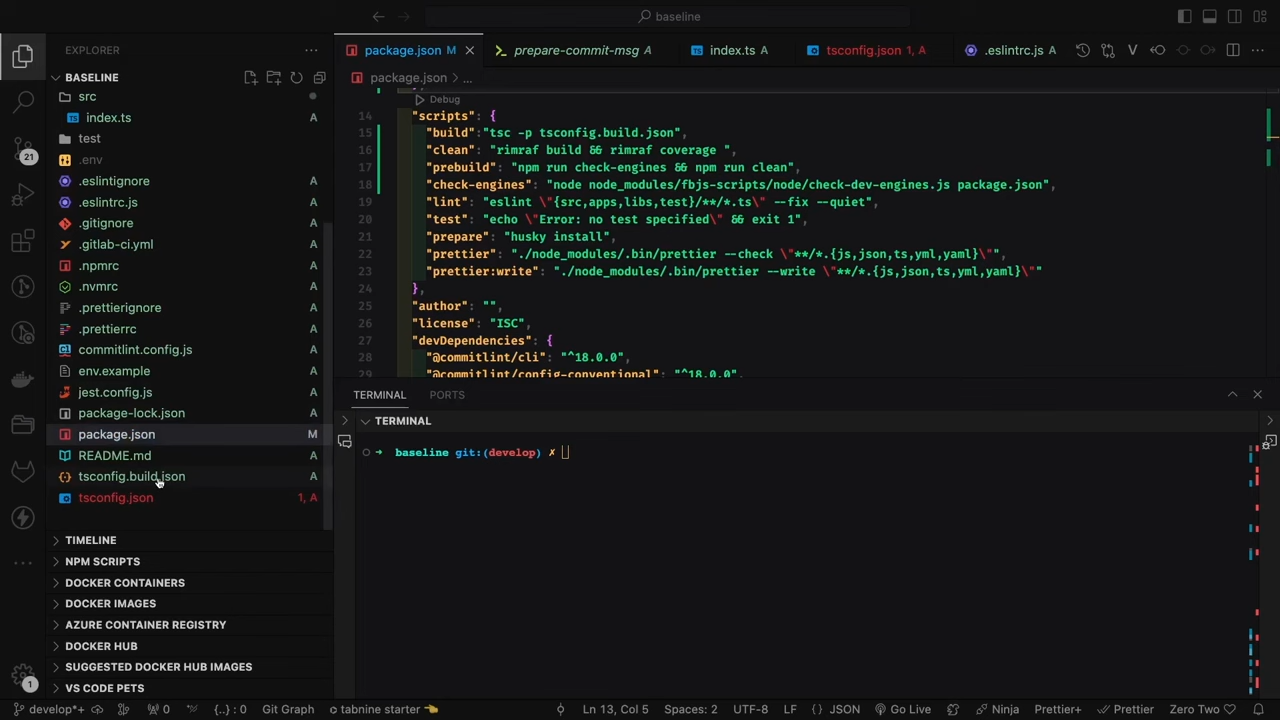 baseline
EXPLORER
package.json M
prepare-commit-msg A
index.ts A
tsconfig.json 1, A
.eslintrc.js A
BASELINE
package.json > ...
src
index.ts A
test
.env
.eslintignore A
.eslintrc.js A
.gitignore A
.gitlab-ci.yml A
.npmrc A
.nvmrc A
.prettierignore A
.prettierrc A
commitlint.config.js A
env.example A
jest.config.js A
package-lock.json A
package.json M
README.md A
tsconfig.build.json A
tsconfig.json 1, A
TIMELINE
NPM SCRIPTS
DOCKER CONTAINERS
DOCKER IMAGES
AZURE CONTAINER REGISTRY
DOCKER HUB
SUGGESTED DOCKER HUB IMAGES
VS CODE PETS
21
1
Debug
14 "scripts": {
15 "build":"tsc -p tsconfig.build.json",
16 "clean": "rimraf build && rimraf coverage ",
17 "prebuild": "npm run check-engines && npm run clean",
18 "check-engines": "node node_modules/fbjs-scripts/node/check-dev-engines.js package.json",
19 "lint": "eslint \"{src,apps,libs,test}/**/*.ts\" --fix --quiet",
20 "test": "echo \"Error: no test specified\" && exit 1",
21 "prepare": "husky install",
22 "prettier": "./node_modules/.bin/prettier --check \"**/*.{js,json,ts,yml,yaml}\"",
23 "prettier:write": "./node_modules/.bin/prettier --write \"**/*.{js,json,ts,yml,yaml}\""
24 },
25 "author": "",
26 "license": "ISC",
27 "devDependencies": {
28 "@commitlint/cli": "^18.0.0",
29 "@commitlint/config-conventional": "^18.0.0",
TERMINAL PORTS
TERMINAL
➜ baseline git:(develop) ✗
develop*+ 0 {..} : 0 Git Graph tabnine starter Ln 13, Col 5 Spaces: 2 UTF-8 LF {} JSON Go Live Ninja Prettier+ Prettier Zero Two